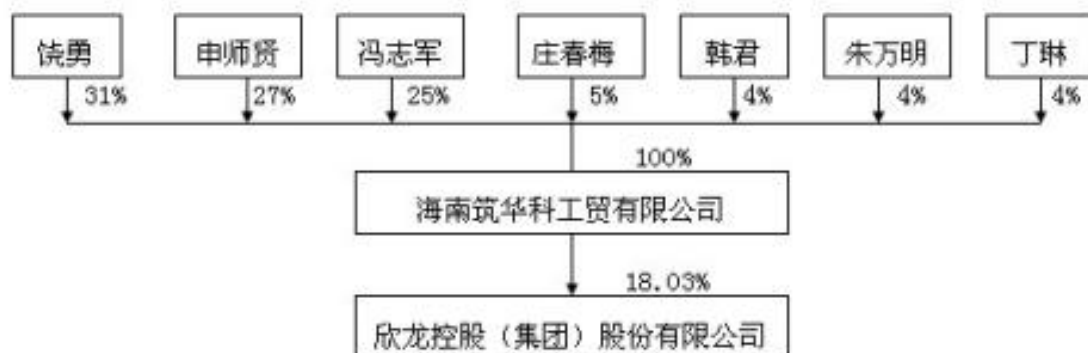 饶勇 申师贤 冯志军 庄春梅 韩君 朱万明 丁琳
31% 27% 25% 5% 4% 4% 4%
100%
海南筑华科工贸有限公司
18.03%
欣龙控股（集团）股份有限公司